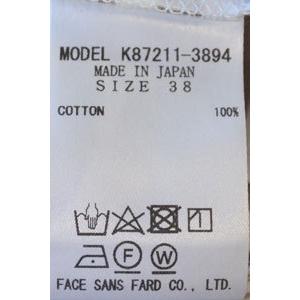 MODEL K87211-3894
MADE IN JAPAN
SIZE 38
COTTON 100%
F W
FACE SANS FARD CO., LTD.